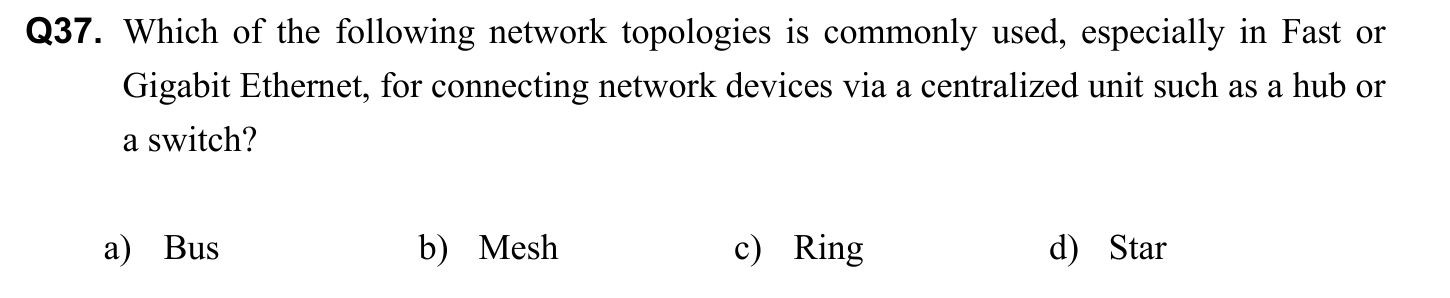 Q37. Which of the following network topologies is commonly used, especially in Fast or
Gigabit Ethernet, for connecting network devices via a centralized unit such as a hub or
a switch?
a) Bus b) Mesh c) Ring d) Star